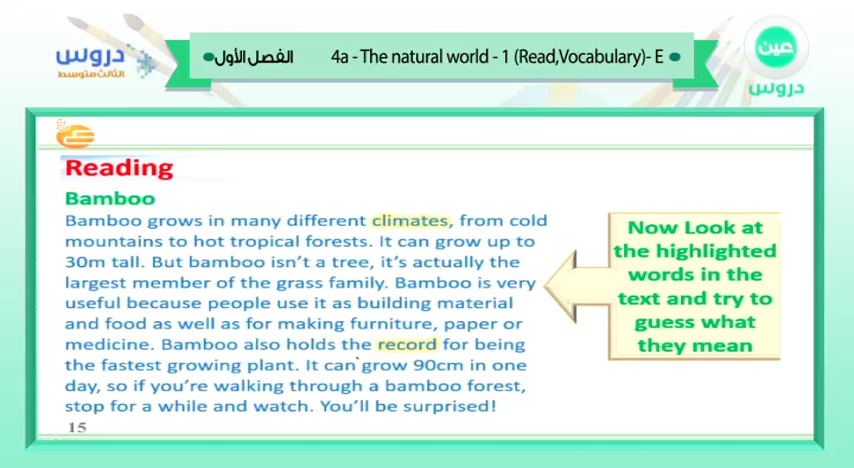 دروس
الثالث متوسط
4a - The natural world - 1 (Read,Vocabulary)- E الفصل الأول
عين
دروس
Reading
Bamboo
Bamboo grows in many different climates, from cold
mountains to hot tropical forests. It can grow up to
30m tall. But bamboo isn't a tree, it's actually the
largest member of the grass family. Bamboo is very
useful because people use it as building material
and food as well as for making furniture, paper or
medicine. Bamboo also holds the record for being
the fastest growing plant. It can grow 90cm in one
day, so if you're walking through a bamboo forest,
stop for a while and watch. You'll be surprised!
15
Now Look at
the highlighted
words in the
text and try to
guess what
they mean